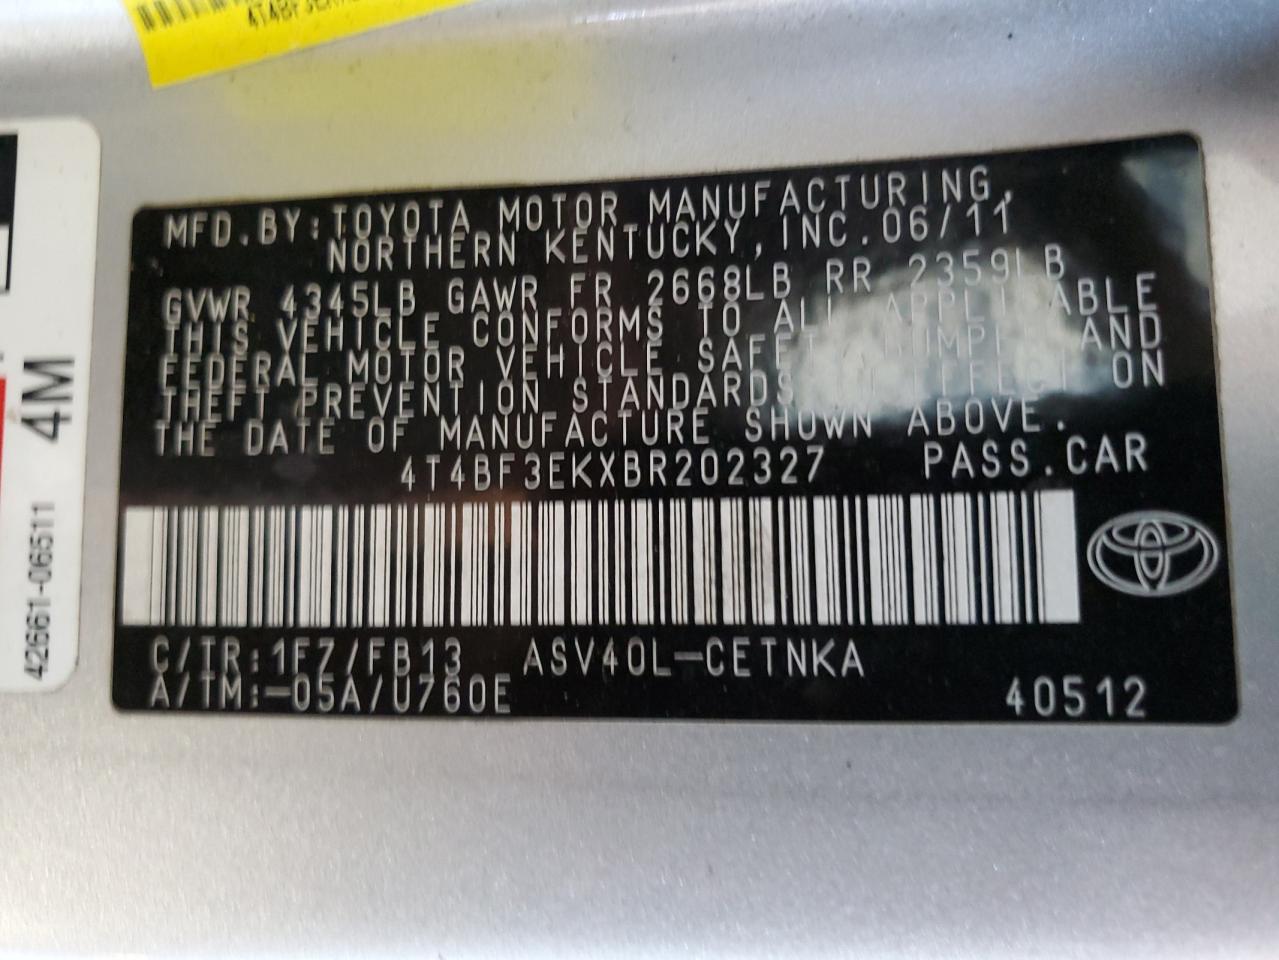 MFD.BY:TOYOTA MOTOR MANUFACTURING,
NORTHERN KENTUCKY, INC. 06/11
GVWR 4345LB GAWR FR 2668LB RR 2359LB
THIS VEHICLE CONFORMS TO ALL APPLICABLE
FEDERAL MOTOR VEHICLE SAFETY, BUMPER AND
THEFT PREVENTION STANDARDS IN EFFECT ON
THE DATE OF MANUFACTURE SHOWN ABOVE.
4T4BF3EKXBR202327 PASS.CAR
C/TR:1F7/FB13 ASV40L-CETNKA
A/TM:-05A/U760E 40512
4M
42661-06511